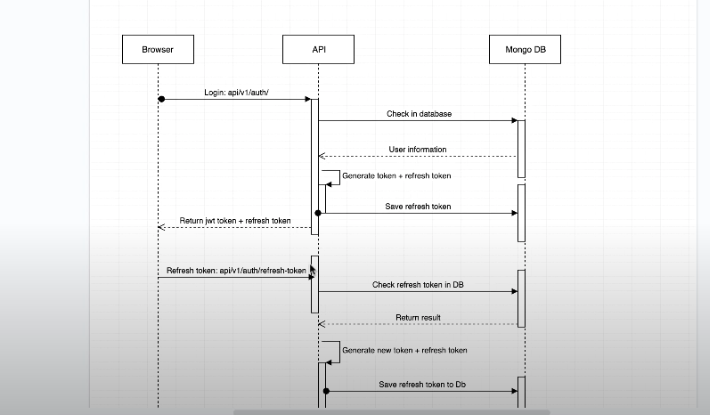 Browser
API
Mongo DB
Login: api/v1/auth/
Check in database
User information
Generate token + refresh token
Save refresh token
Return jwt token + refresh token
Refresh token: api/v1/auth/refresh-token
Check refresh token in DB
Return result
Generate new token + refresh token
Save refresh token to Db